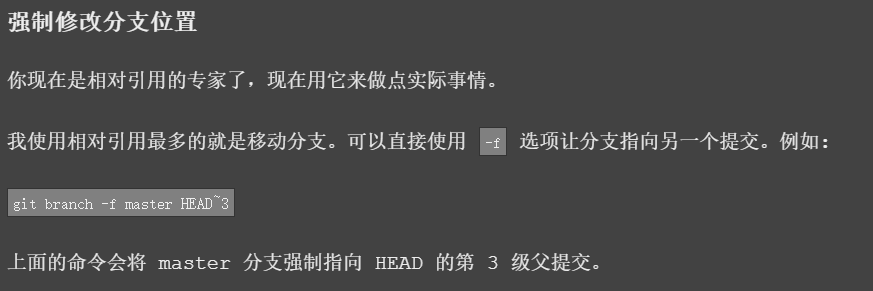 强制修改分支位置
你现在是相对引用的专家了，现在用它来做点实际事情。
我使用相对引用最多的就是移动分支。可以直接使用 -f 选项让分支指向另一个提交。例如：
git branch -f master HEAD~3
上面的命令会将 master 分支强制指向 HEAD 的第 3 级父提交。